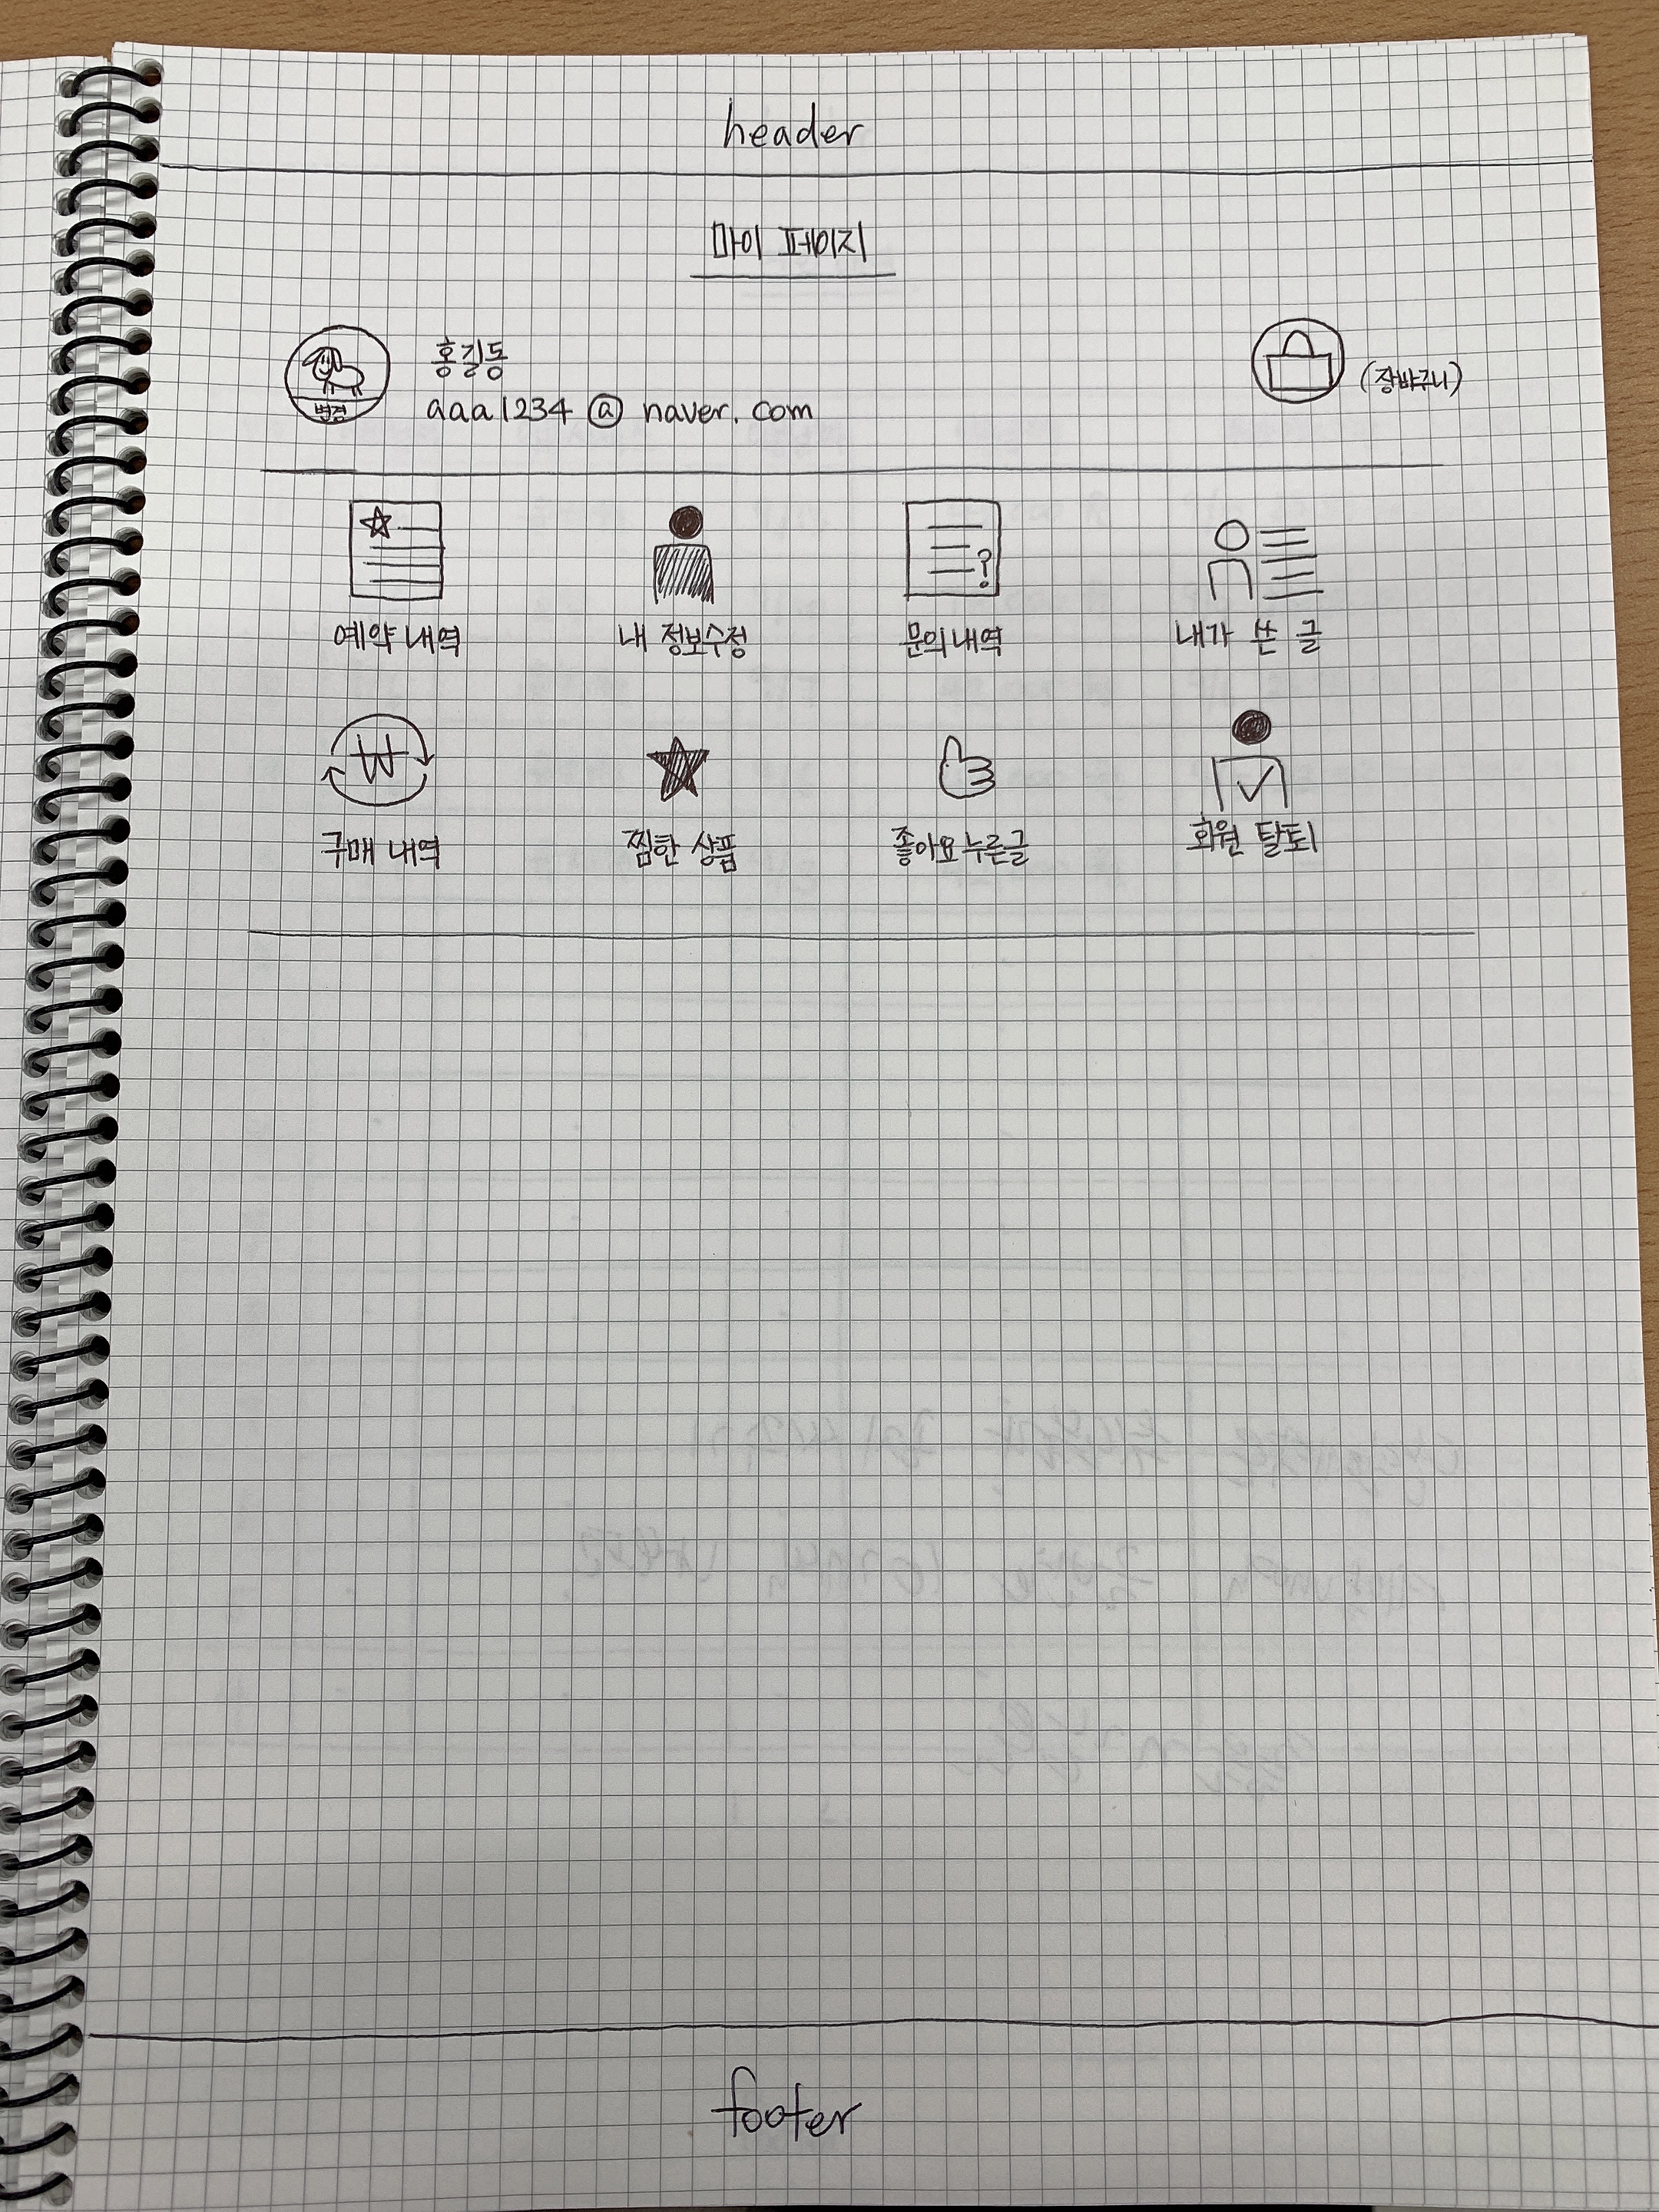 header
마이 페이지
홍길동
변경
aaa1234@naver.com
(장바구니)
예약 내역
내 정보수정
문의내역
내가 쓴 글
₩
구매 내역
찜한 상품
좋아요누른글
회원 탈퇴
footer